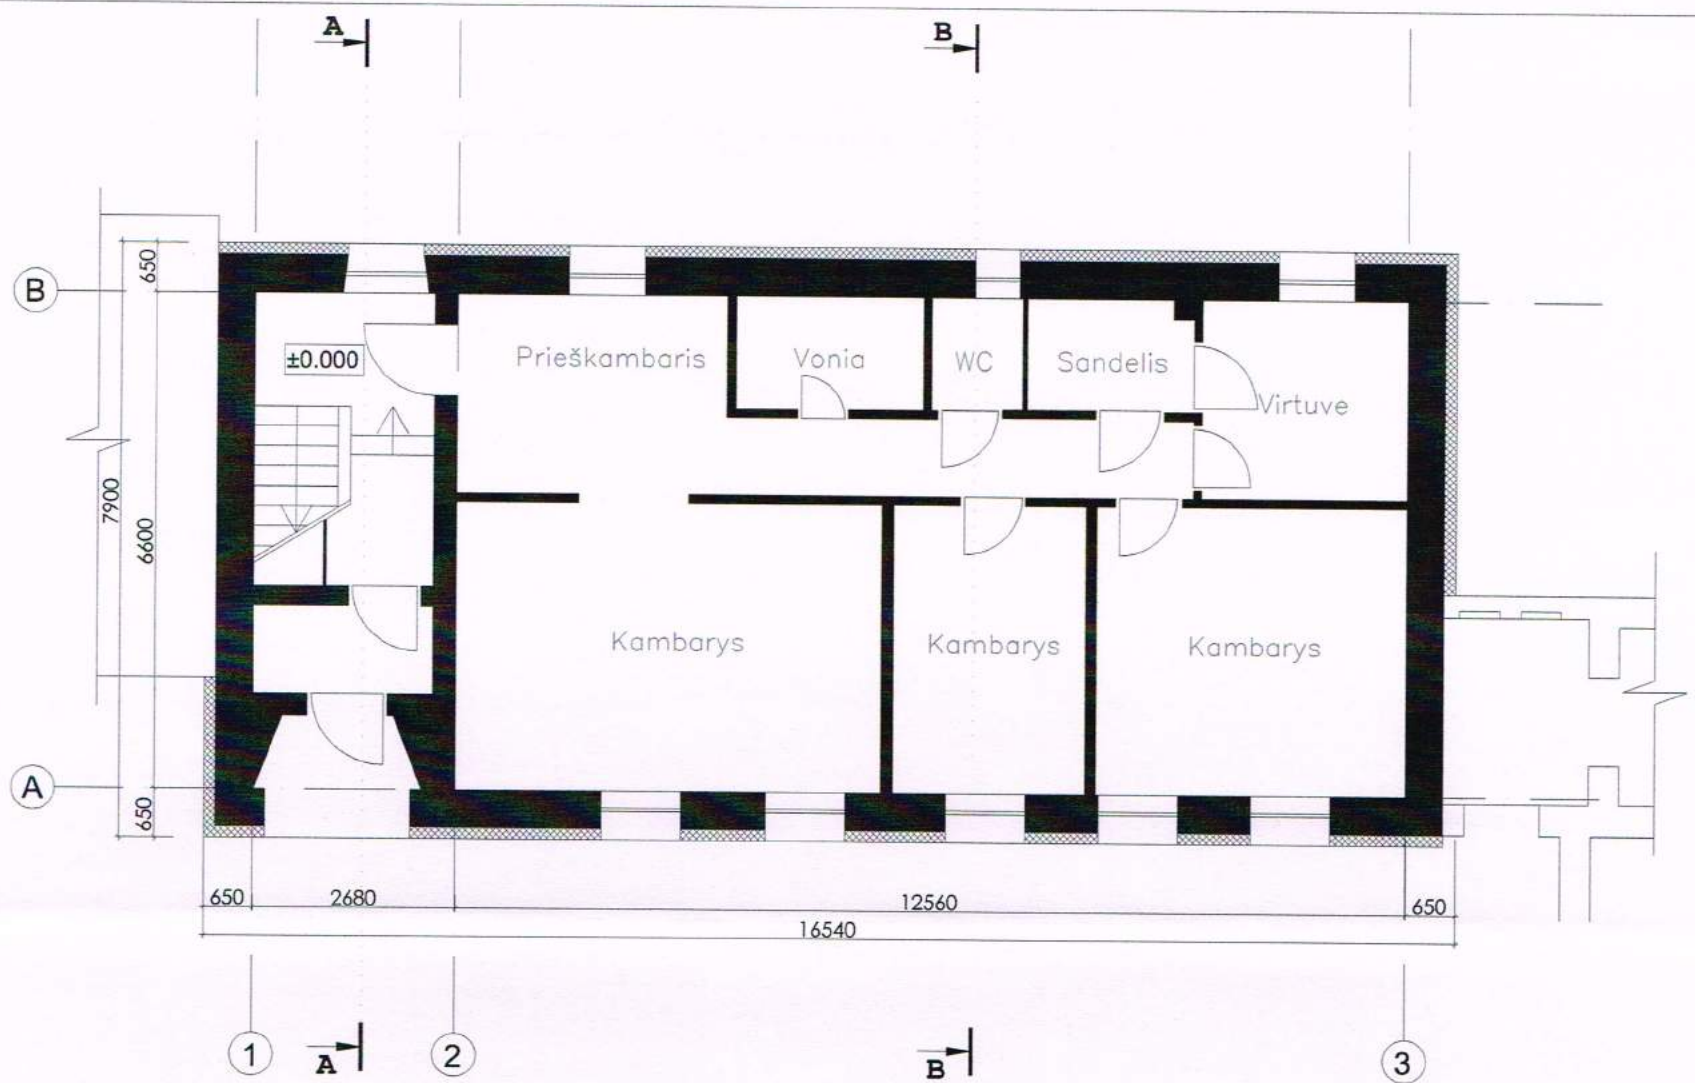 A
B
650
B
±0.000
Prieškambaris
Vonia
WC
Sandelis
Virtuve
7900
6600
Kambarys
Kambarys
Kambarys
A
650
650
2680
12560
650
16540
1
A
2
B
3